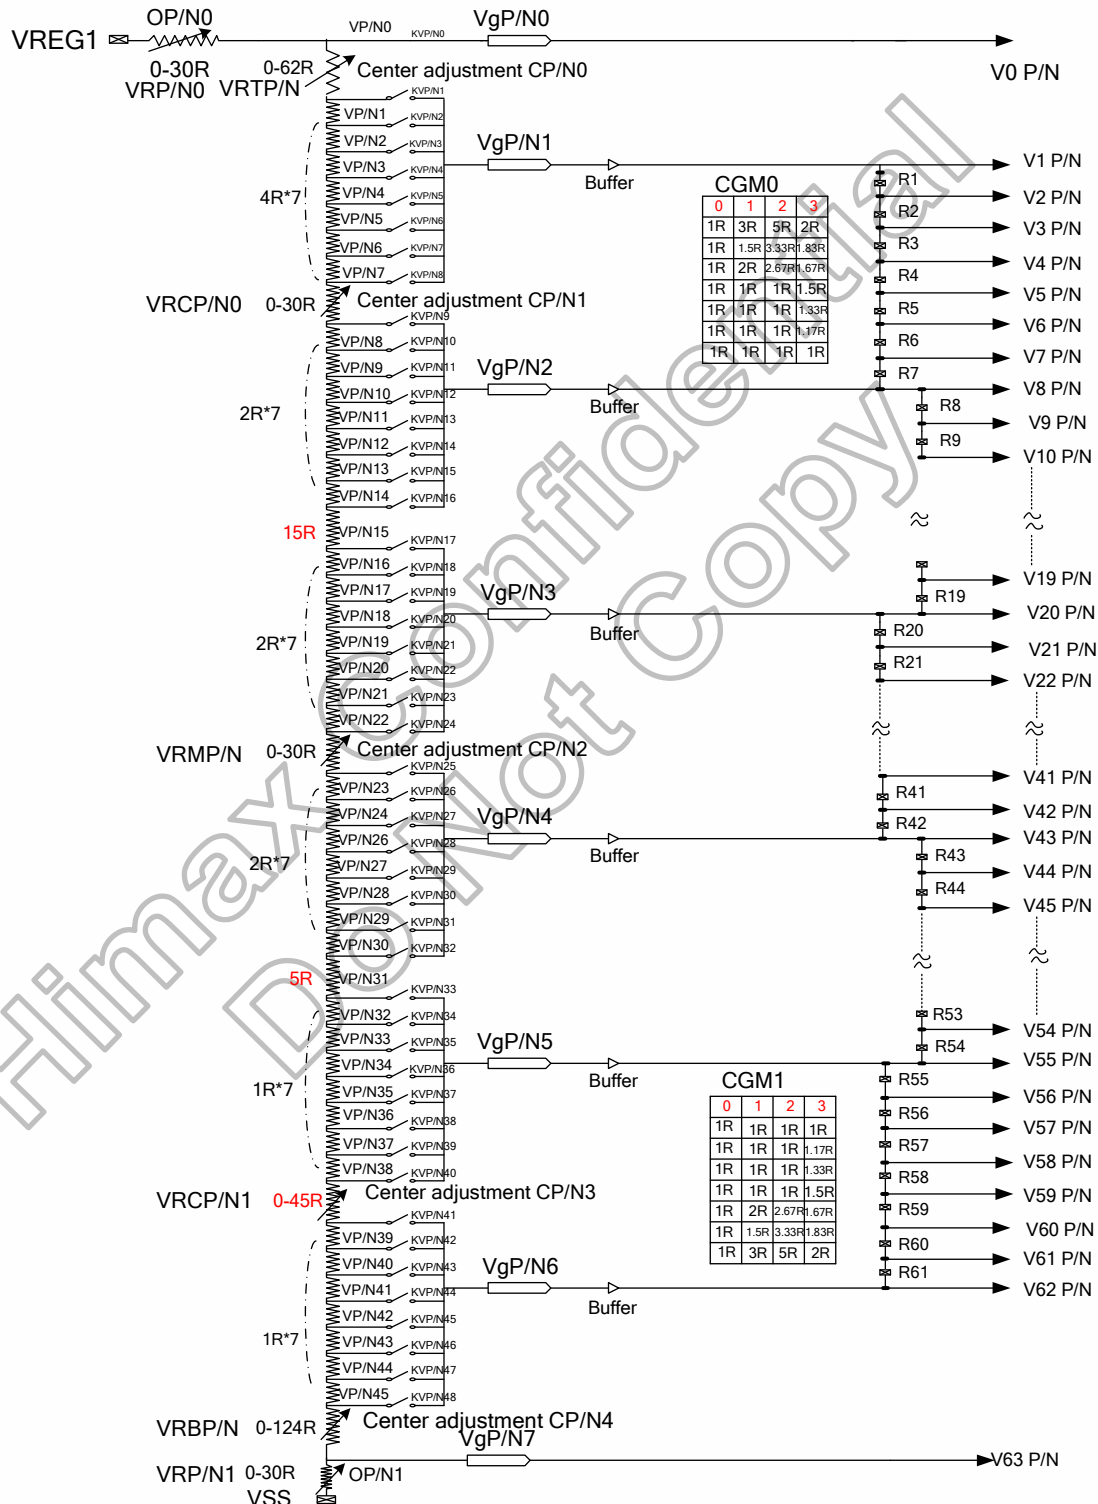 OP/N0
VREG1
VP/N0
KVP/N0
VgP/N0
0-30R
VRP/N0
0-62R
VRTP/N
Center adjustment CP/N0
V0 P/N
KVP/N1
VP/N1
KVP/N2
VP/N2
KVP/N3
VP/N3
KVP/N4
VP/N4
KVP/N5
VP/N5
KVP/N6
VP/N6
KVP/N7
VP/N7
KVP/N8
4R*7
VgP/N1
Buffer
V1 P/N
R1
V2 P/N
R2
V3 P/N
R3
V4 P/N
R4
V5 P/N
R5
V6 P/N
R6
V7 P/N
R7
V8 P/N
CGM0
0 1 2 3
1R 3R 5R 2R
1R 1.5R 3.33R 1.83R
1R 2R 2.67R 1.67R
1R 1R 1R 1.5R
1R 1R 1R 1.33R
1R 1R 1R 1.17R
1R 1R 1R 1R
VRCP/N0
0-30R
Center adjustment CP/N1
KVP/N9
VP/N8
KVP/N10
VP/N9
KVP/N11
VP/N10
KVP/N12
VP/N11
KVP/N13
VP/N12
KVP/N14
VP/N13
KVP/N15
VP/N14
KVP/N16
2R*7
VgP/N2
Buffer
R8
V9 P/N
R9
V10 P/N
15R
VP/N15
KVP/N17
VP/N16
KVP/N18
VP/N17
KVP/N19
VP/N18
KVP/N20
VP/N19
KVP/N21
VP/N20
KVP/N22
VP/N21
KVP/N23
VP/N22
KVP/N24
2R*7
VgP/N3
Buffer
V19 P/N
R19
V20 P/N
R20
V21 P/N
R21
V22 P/N
VRMP/N
0-30R
Center adjustment CP/N2
KVP/N25
VP/N23
KVP/N26
VP/N24
KVP/N27
VP/N26
KVP/N28
VP/N27
KVP/N29
VP/N28
KVP/N30
VP/N29
KVP/N31
VP/N30
KVP/N32
2R*7
VgP/N4
Buffer
V41 P/N
R41
V42 P/N
R42
V43 P/N
R43
V44 P/N
R44
V45 P/N
5R
VP/N31
KVP/N33
VP/N32
KVP/N34
VP/N33
KVP/N35
VP/N34
KVP/N36
VP/N35
KVP/N37
VP/N36
KVP/N38
VP/N37
KVP/N39
VP/N38
KVP/N40
1R*7
VgP/N5
Buffer
R53
V54 P/N
R54
V55 P/N
R55
V56 P/N
R56
V57 P/N
R57
V58 P/N
R58
V59 P/N
R59
V60 P/N
R60
V61 P/N
R61
V62 P/N
CGM1
0 1 2 3
1R 1R 1R 1R
1R 1R 1R 1.17R
1R 1R 1R 1.33R
1R 1R 1R 1.5R
1R 2R 2.67R 1.67R
1R 1.5R 3.33R 1.83R
1R 3R 5R 2R
VRCP/N1
0-45R
Center adjustment CP/N3
KVP/N41
VP/N39
KVP/N42
VP/N40
KVP/N43
VP/N41
KVP/N44
VP/N42
KVP/N45
VP/N43
KVP/N46
VP/N44
KVP/N47
VP/N45
KVP/N48
1R*7
VgP/N6
Buffer
VRBP/N
0-124R
Center adjustment CP/N4
VgP/N7
V63 P/N
VRP/N1
0-30R
OP/N1
VSS
Himax Confidential
Do Not Copy